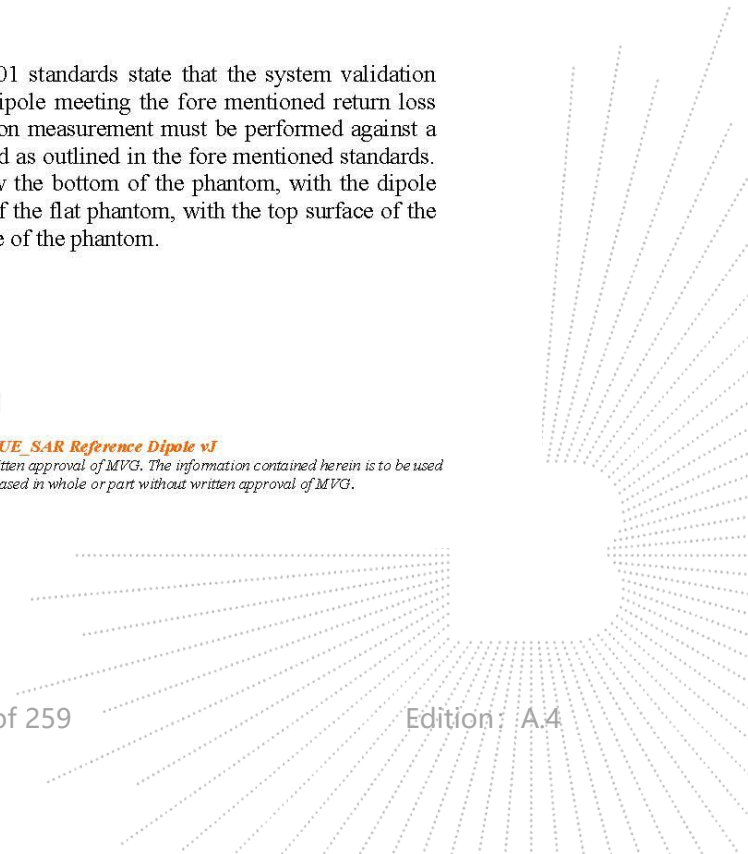 01 standards state that the system validation
ipole meeting the fore mentioned return loss
on measurement must be performed against a
d as outlined in the fore mentioned standards.
the bottom of the phantom, with the dipole
f the flat phantom, with the top surface of the
e of the phantom.
UE_SAR Reference Dipole vJ
itten approval of MVG. The information contained herein is to be used
ased in whole or part without written approval of MVG.
of 259 Edition: A.4